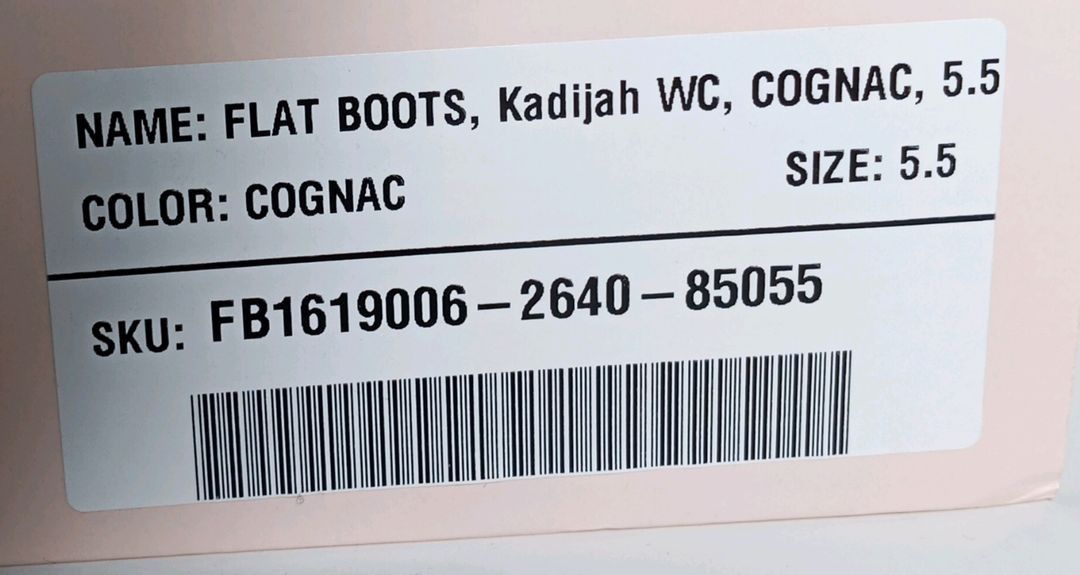 NAME: FLAT BOOTS, Kadijah WC, COGNAC, 5.5
COLOR: COGNAC SIZE: 5.5
SKU: FB1619006-2640-85055